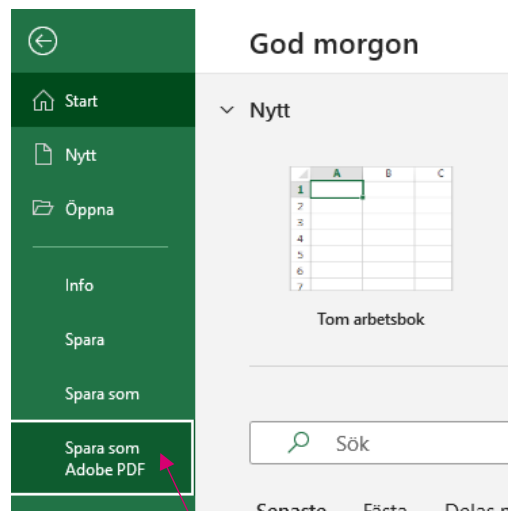 God morgon
Start
Nytt
Öppna
Info
Spara
Spara som
Spara som
Adobe PDF
Nytt
A B C
1
2
3
4
5
6
7
Tom arbetsbok
Sök
Senaste Fästa Delas